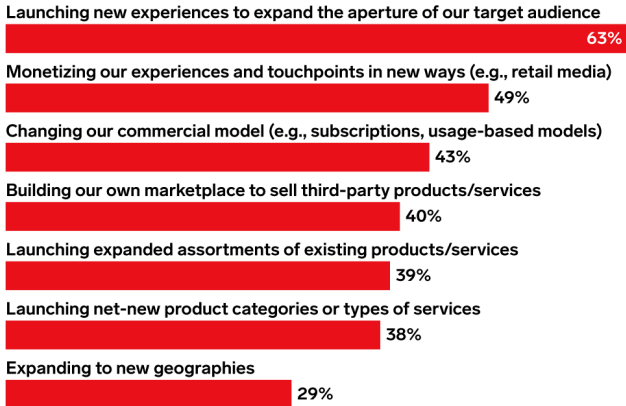 Launching new experiences to expand the aperture of our target audience
63%
Monetizing our experiences and touchpoints in new ways (e.g., retail media)
49%
Changing our commercial model (e.g., subscriptions, usage-based models)
43%
Building our own marketplace to sell third-party products/services
40%
Launching expanded assortments of existing products/services
39%
Launching net-new product categories or types of services
38%
Expanding to new geographies
29%